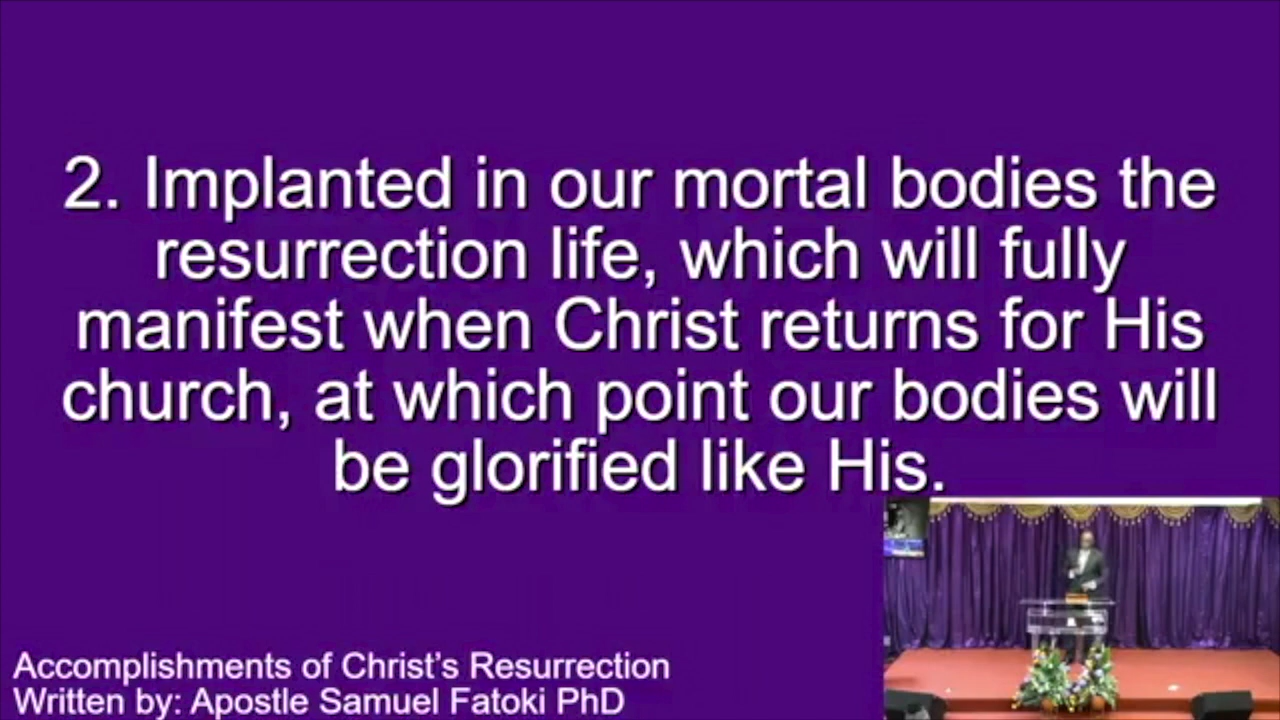 2. Implanted in our mortal bodies the
resurrection life, which will fully
manifest when Christ returns for His
church, at which point our bodies will
be glorified like His.
Accomplishments of Christ’s Resurrection
Written by: Apostle Samuel Fatoki PhD